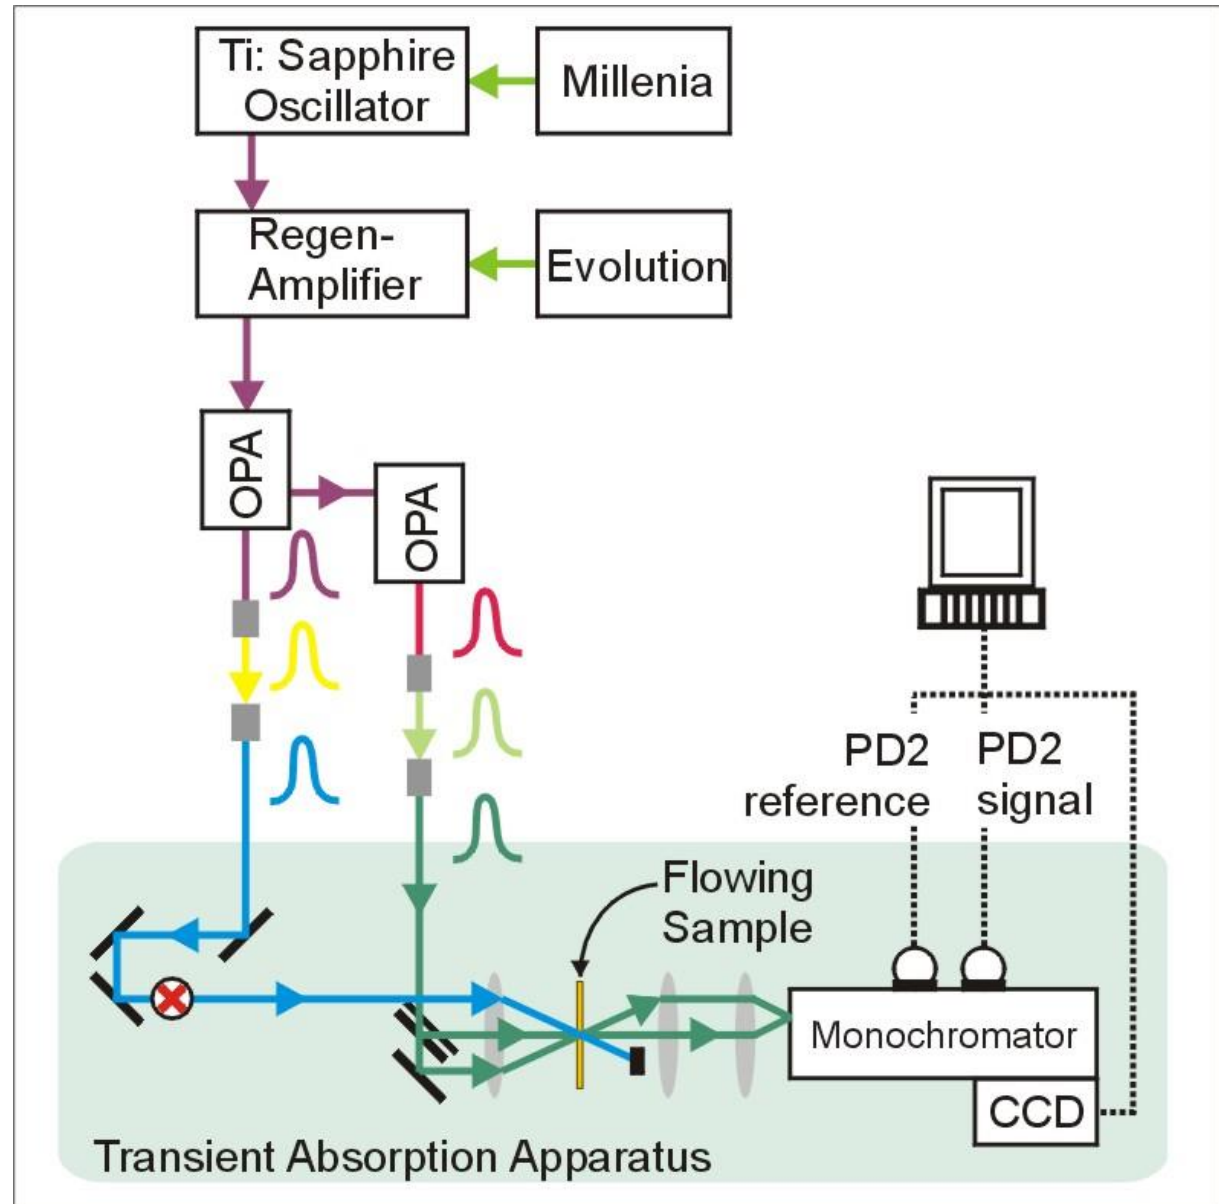 Ti: Sapphire
Oscillator
Millenia
Regen-
Amplifier
Evolution
OPA
OPA
PD2
reference
PD2
signal
Flowing
Sample
Monochromator
CCD
Transient Absorption Apparatus